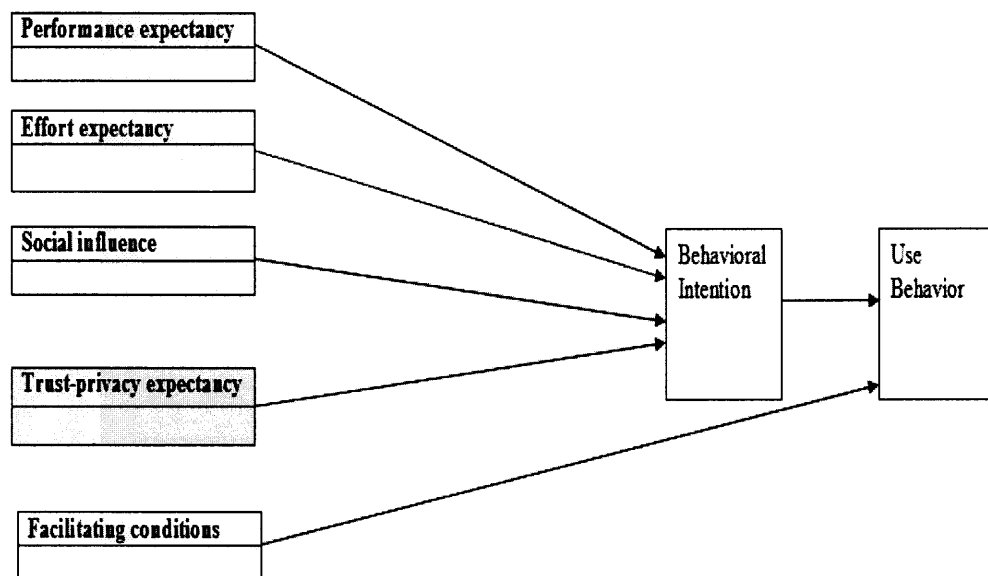 Performance expectancy
Effort expectancy
Social influence
Trust-privacy expectancy
Facilitating conditions
Behavioral
Intention
Use
Behavior